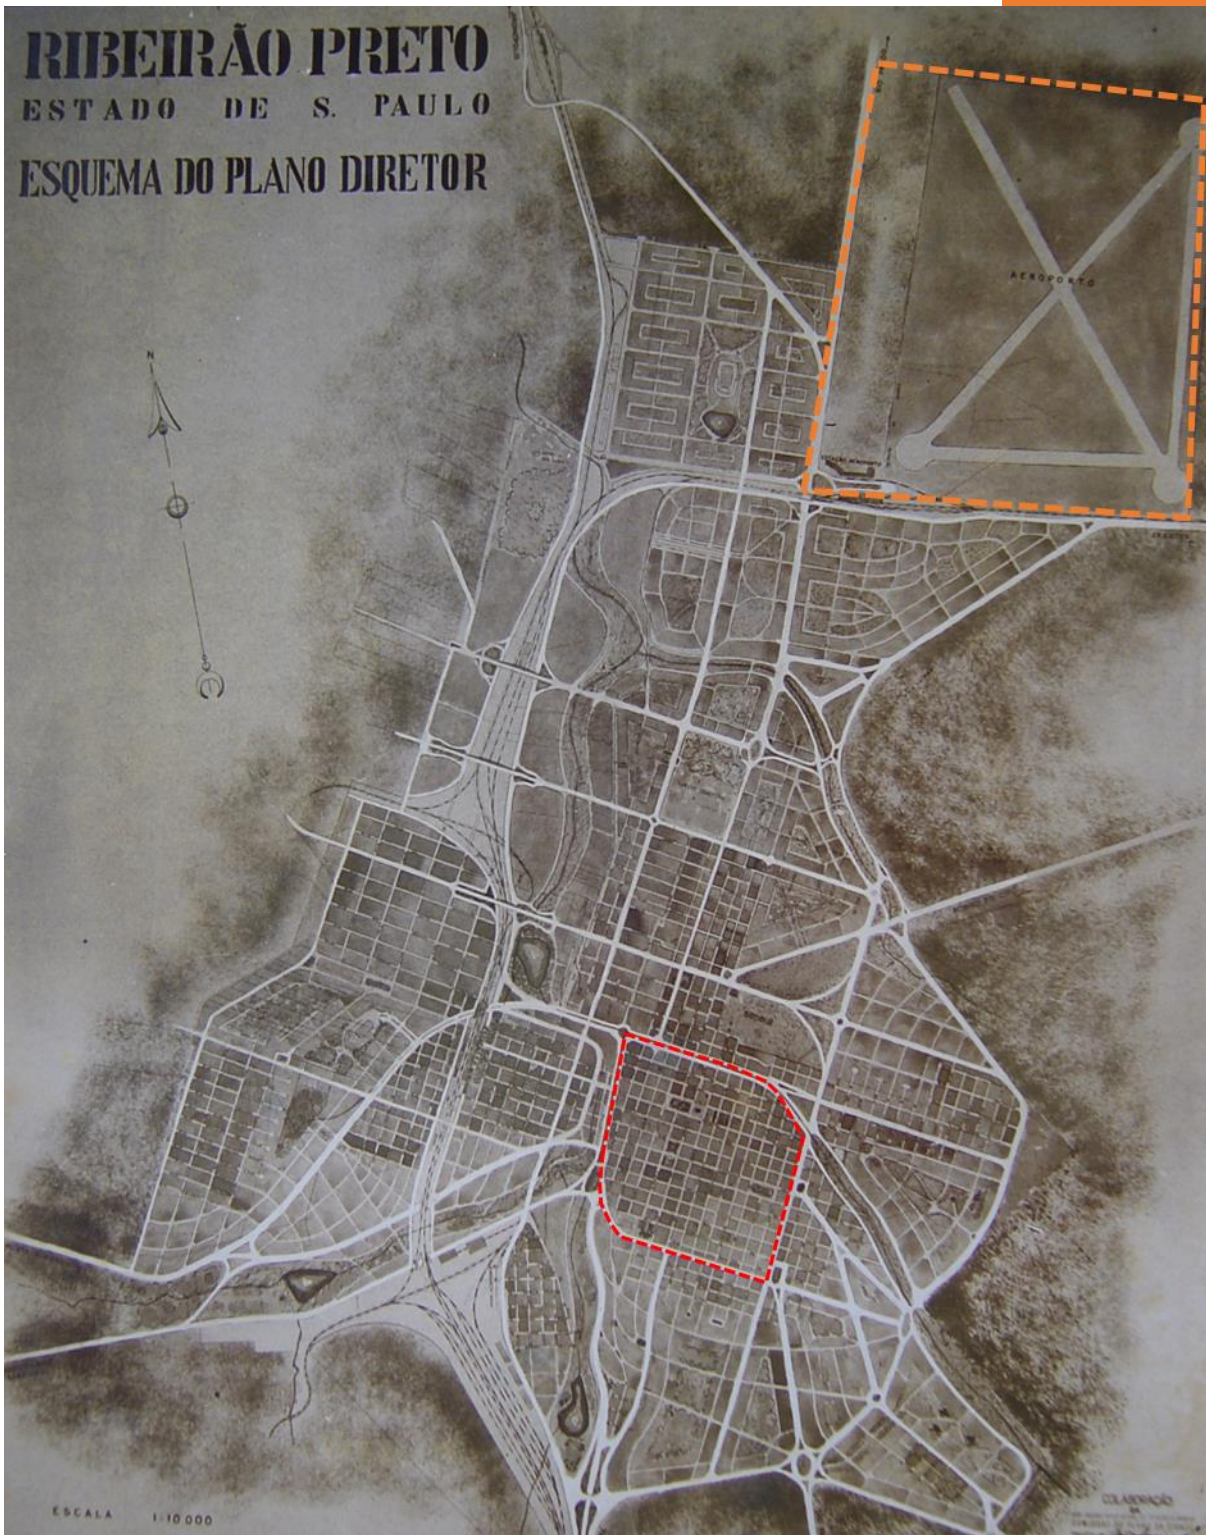 RIBEIRÃO PRETO
ESTADO DE S. PAULO
ESQUEMA DO PLANO DIRETOR
AEROPORTO
N
ESCALA 1:10 000
COLABORAÇÃO